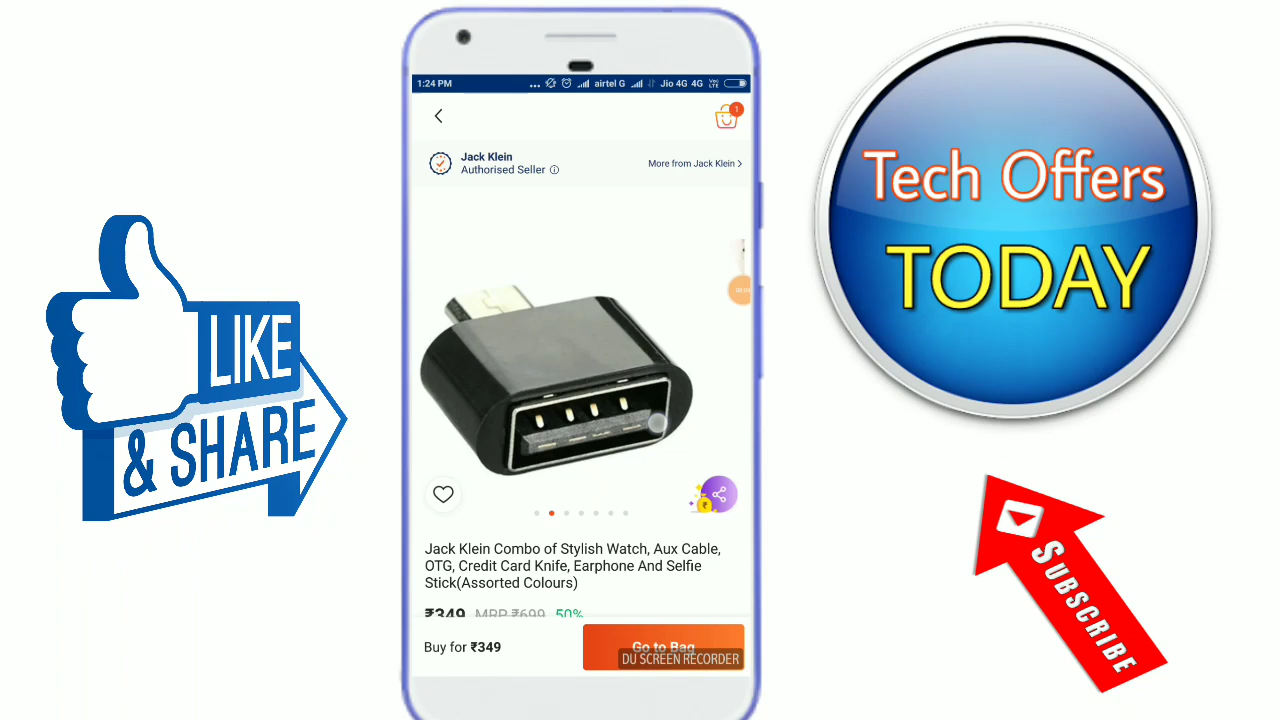 1:24 PM ... airtel G Jio 4G 4G
1
Jack Klein
Authorised Seller
More from Jack Klein
LIKE
& SHARE
Tech Offers
TODAY
SUBSCRIBE
Jack Klein Combo of Stylish Watch, Aux Cable,
OTG, Credit Card Knife, Earphone And Selfie
Stick(Assorted Colours)
₹349 MRP ₹699 50%
Buy for ₹349
Go to Bag
DU SCREEN RECORDER